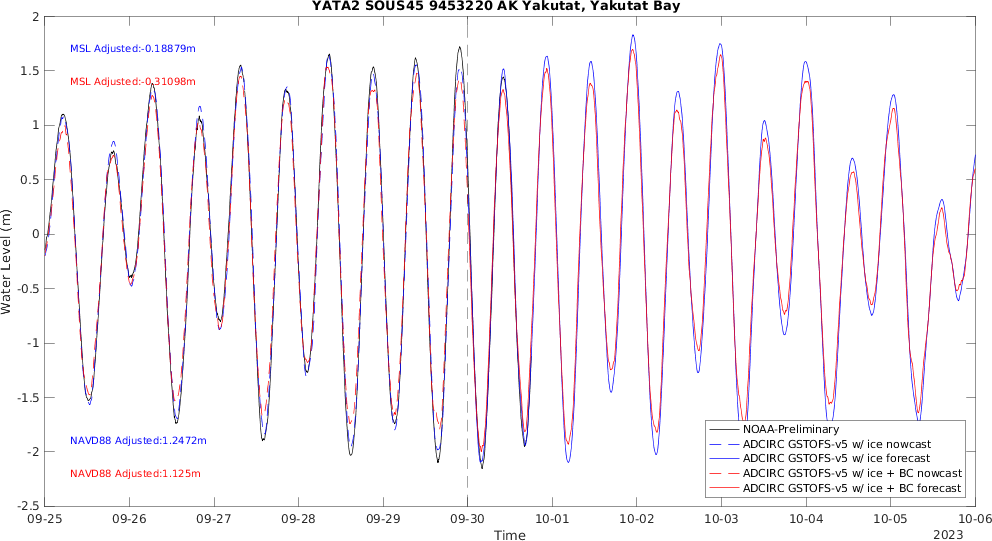 YATA2 SOUS45 9453220 AK Yakutat, Yakutat Bay
2
1.5
1
0.5
0
-0.5
-1
-1.5
-2
-2.5
Water Level (m)
MSL Adjusted:-0.18879m
MSL Adjusted:-0.31098m
NAVD88 Adjusted:1.2472m
NAVD88 Adjusted:1.125m
NOAA-Preliminary
ADCIRC GSTOFS-v5 w/ ice nowcast
ADCIRC GSTOFS-v5 w/ ice forecast
ADCIRC GSTOFS-v5 w/ ice + BC nowcast
ADCIRC GSTOFS-v5 w/ ice + BC forecast
09-25 09-26 09-27 09-28 09-29 09-30 10-01 10-02 10-03 10-04 10-05 10-06
Time
2023